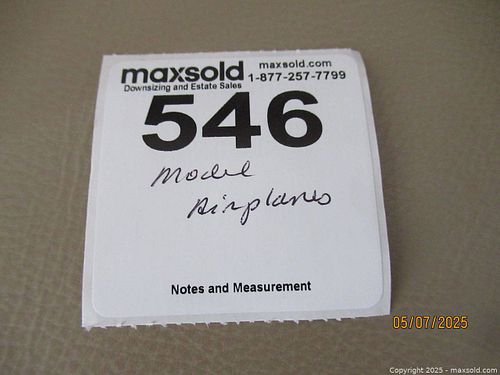 maxsold maxsold.com
Downsizing and Estate Sales 1-877-257-7799
546
Model
Airplanes
Notes and Measurement
05/07/2025
Copyright 2025 - maxsold.com